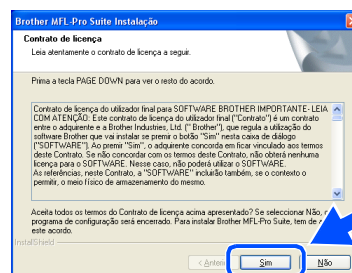 Brother MFL-Pro Suite Instalação
Contrato de licença
Leia atentamente o contrato de licença a seguir.
Prima a tecla PAGE DOWN para ver o resto do acordo.
Contrato de licença do utilizador final para SOFTWARE BROTHER IMPORTANTE- LEIA
COM ATENÇÃO: Este contrato de licença do utilizador final ("Contrato") é um contrato
entre o adquirente e a Brother Industries, Ltd. (" Brother"), que regula a utilização do
software Brother que vai instalar se premir o botão "Sim" nesta caixa de diálogo
("SOFTWARE"). Ao premir "Sim", o adquirente concorda em ficar vinculado aos termos
deste Contrato. Se não concordar com os termos deste Contrato, não obterá nenhuma
licença para o SOFTWARE. Nesse caso, não poderá utilizar o SOFTWARE.
As referências, neste Contrato, a "SOFTWARE" incluirão também, se o contexto o
permitir, o meio físico de armazenamento do mesmo.
Aceita todos os termos do Contrato de licença acima apresentado? Se seleccionar Não, o
programa de configuração será encerrado. Para instalar Brother MFL-Pro Suite, tem de
este acordo.
InstallShield
Sim
Não